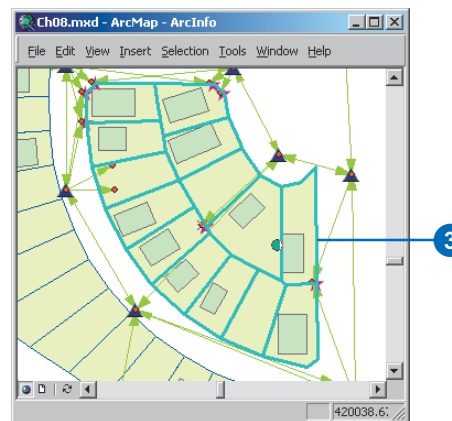 Ch08.mxd - ArcMap - ArcInfo
File Edit View Insert Selection Tools Window Help
3
420038.6